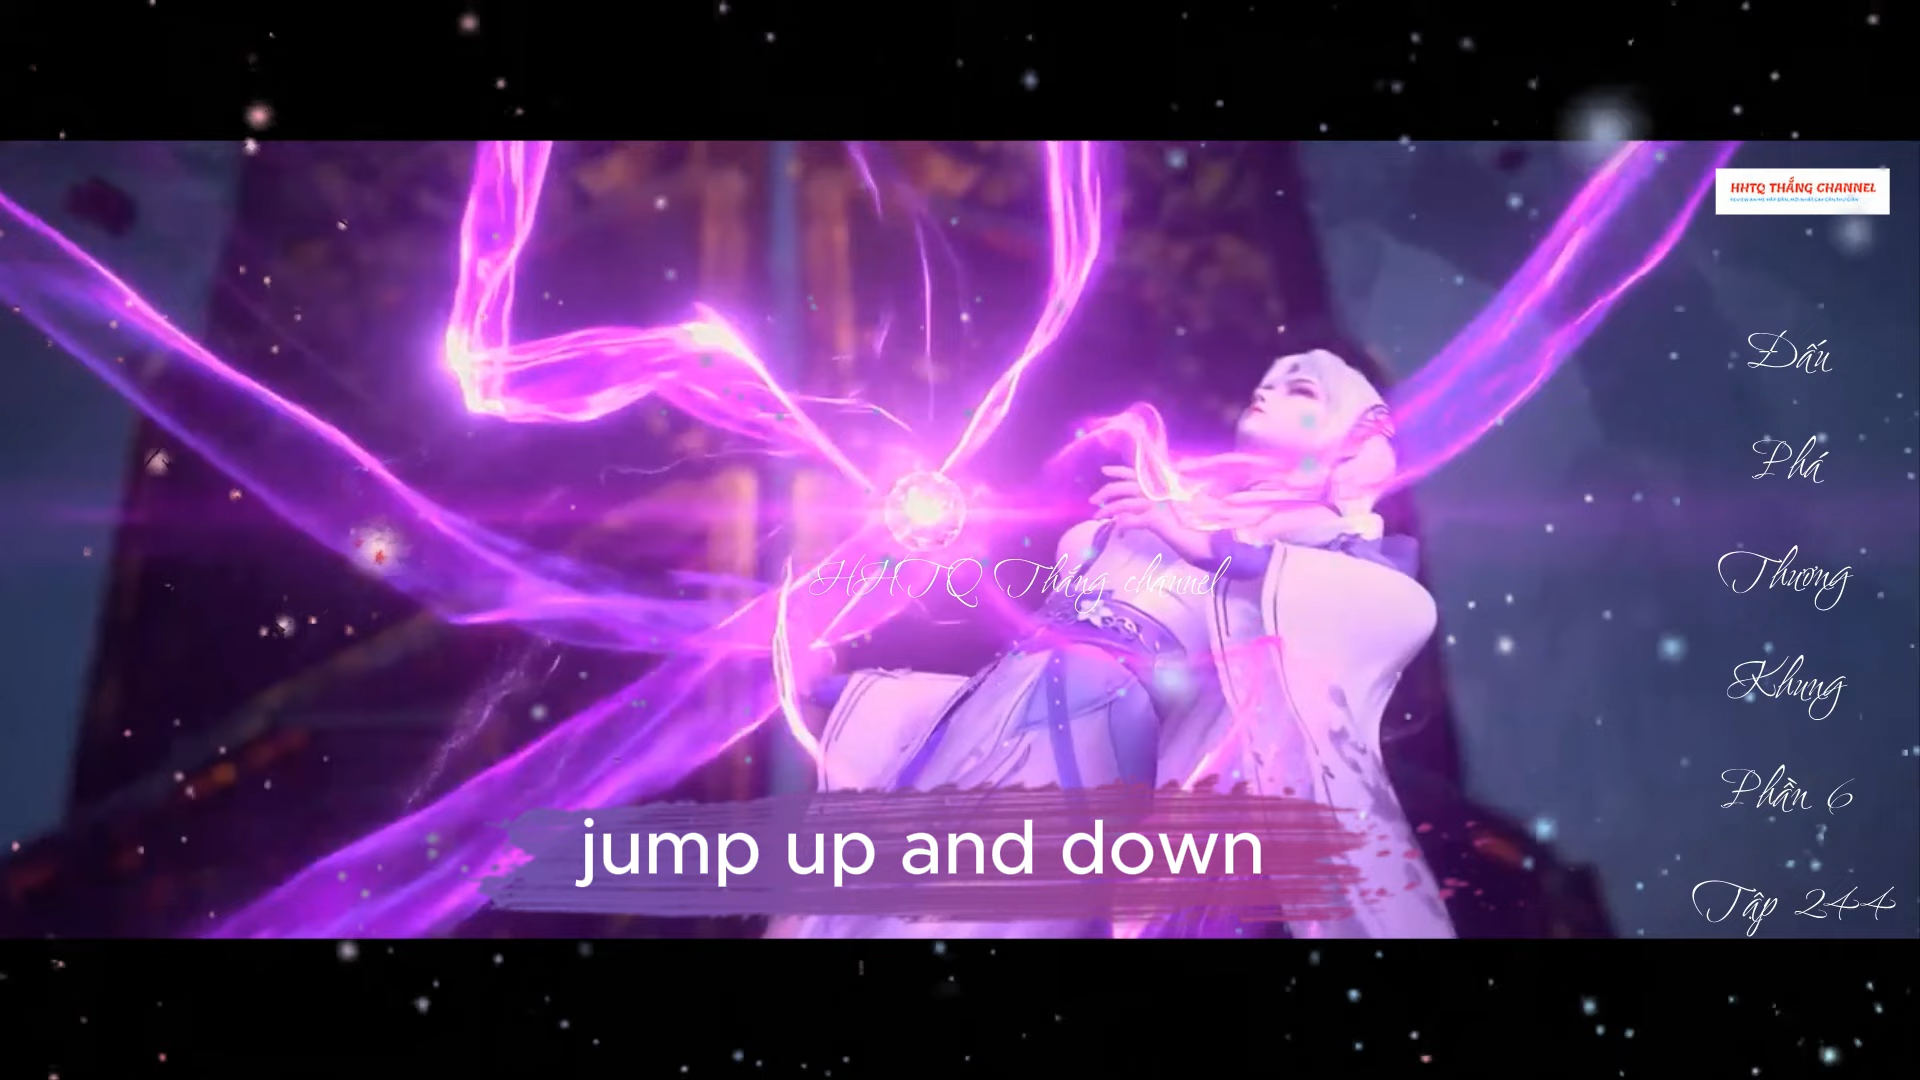 HHTQ THẮNG CHANNEL
Đấu
Phá
Thương
Khung
Phần 6
Tập 244
HHTQ Thắng channel
jump up and down